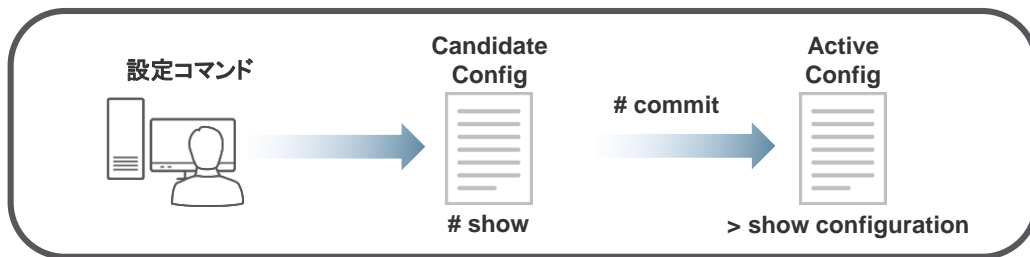 設定コマンド
Candidate
Config
# show
# commit
Active
Config
> show configuration